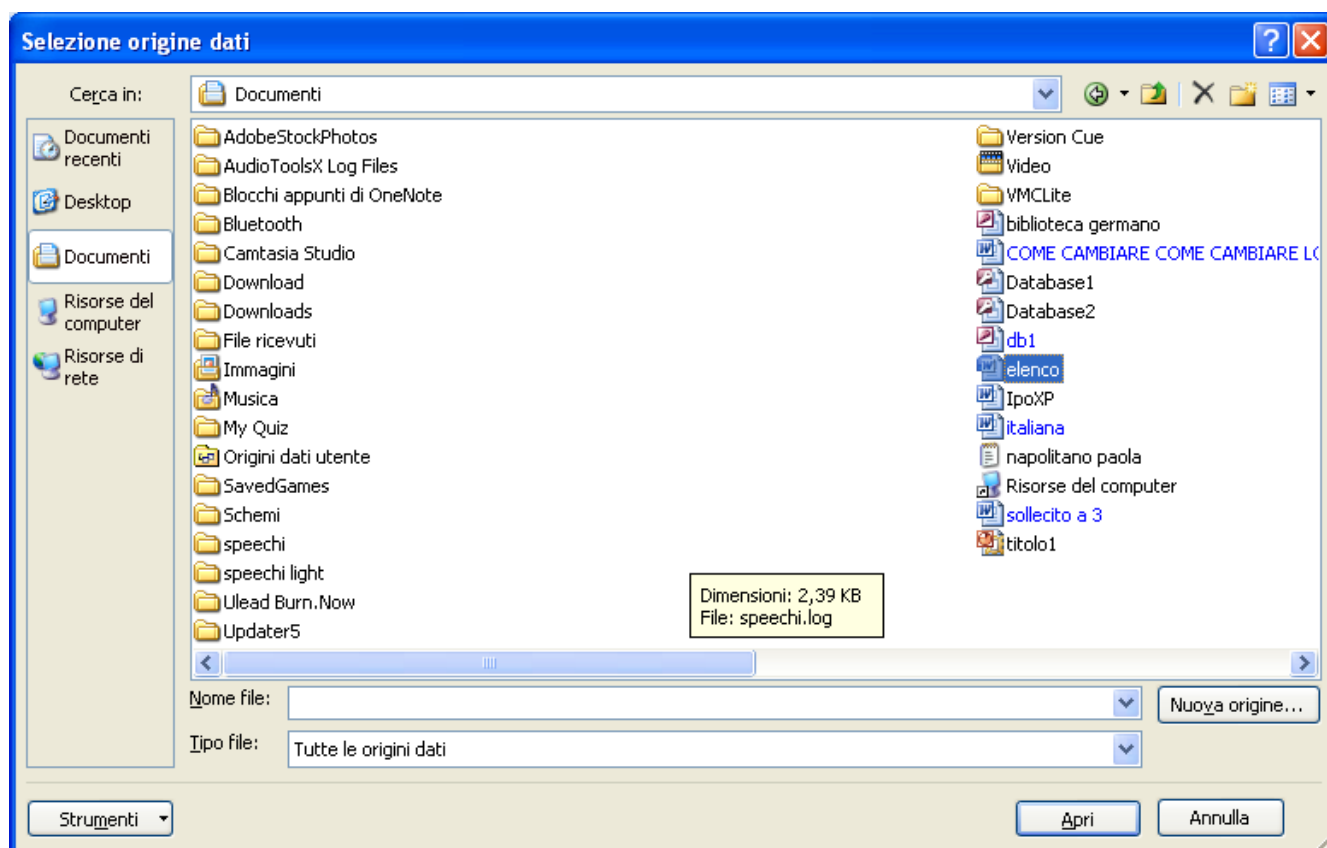 Selezione origine dati
Cerca in:
Documenti
Documenti
recenti
Desktop
Documenti
Risorse del
computer
Risorse di
rete
AdobeStockPhotos
AudioToolsX Log Files
Blocchi appunti di OneNote
Bluetooth
Camtasia Studio
Download
Downloads
File ricevuti
Immagini
Musica
My Quiz
Origini dati utente
SavedGames
Schemi
speechi
speechi light
Ulead Burn.Now
Updater5
Version Cue
Video
VMCLite
biblioteca germano
COME CAMBIARE COME CAMBIARE LO
Database1
Database2
db1
elenco
IpoXP
italiana
napolitano paola
Risorse del computer
sollecito a 3
titolo1
Dimensioni: 2,39 KB
File: speechi.log
Nome file:
Nuova origine...
Tipo file:
Tutte le origini dati
Strumenti
Apri
Annulla